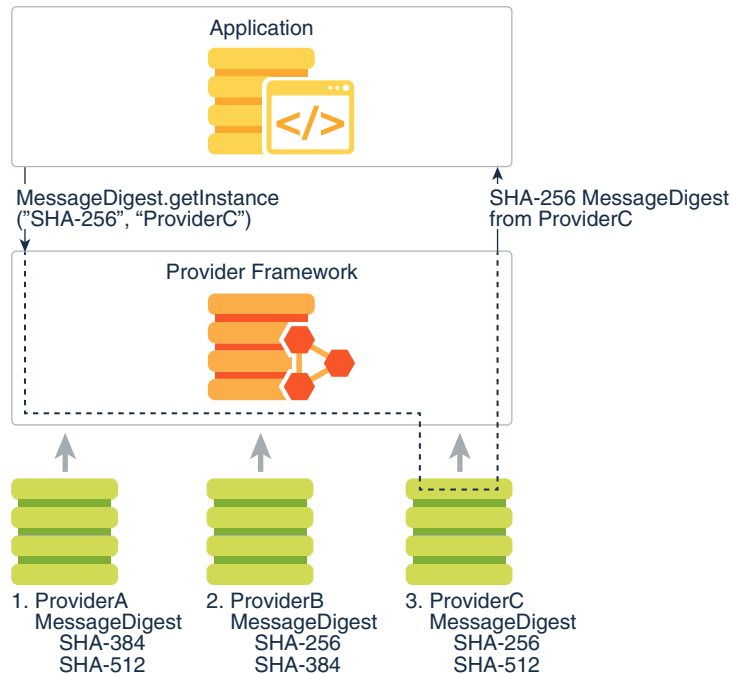 Application
</>
MessageDigest.getInstance
(”SHA-256”, “ProviderC”)
SHA-256 MessageDigest
from ProviderC
Provider Framework
1. ProviderA
MessageDigest
SHA-384
SHA-512
2. ProviderB
MessageDigest
SHA-256
SHA-384
3. ProviderC
MessageDigest
SHA-256
SHA-512